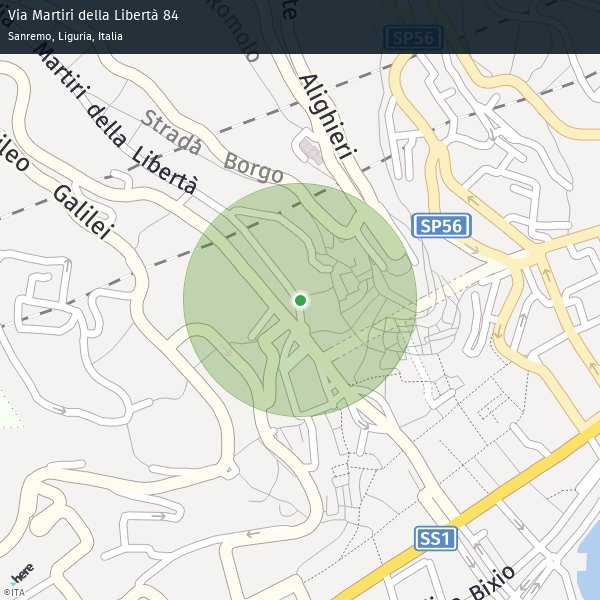 Via Martiri della Libertà 84
Sanremo, Liguria, Italia
Romolo
SP56
Alighieri
Martiri della Libertà
Strada Borgo
Galilei
SP56
SS1
Bixio
here
©ITA